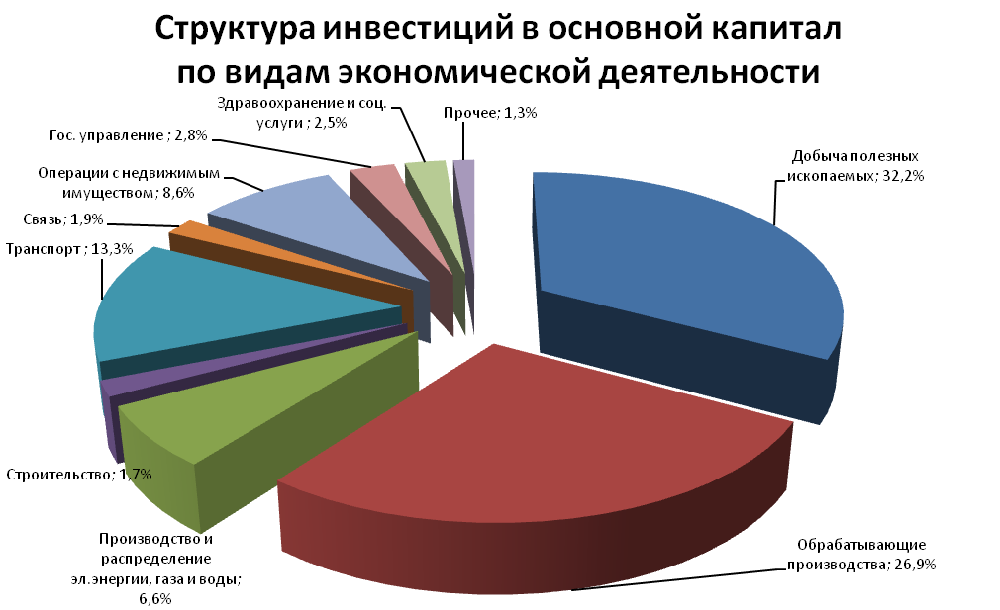 Структура инвестиций в основной капитал
по видам экономической деятельности
Здравоохранение и соц.
услуги ; 2,5%
Прочее; 1,3%
Гос. управление ; 2,8%
Добыча полезных
ископаемых; 32,2%
Операции с недвижимым
имуществом; 8,6%
Связь; 1,9%
Транспорт ; 13,3%
Строительство; 1,7%
Производство и
распределение
эл.энергии, газа и воды;
6,6%
Обрабатывающие
производства; 26,9%